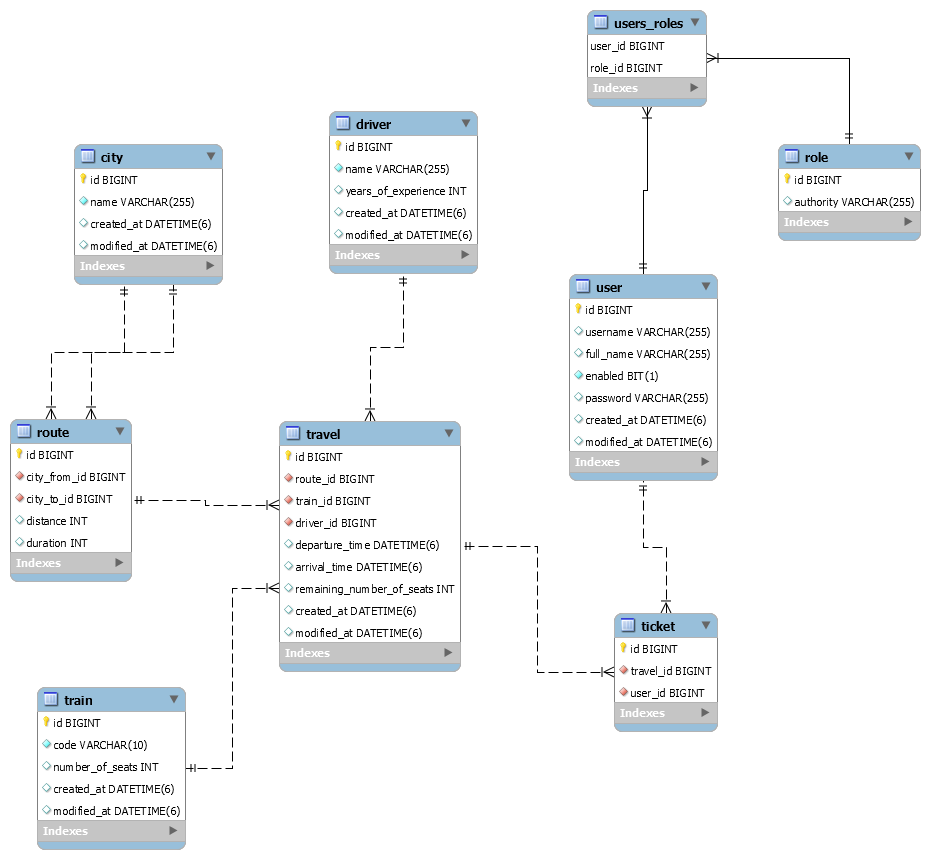 users_roles
user_id BIGINT
role_id BIGINT
Indexes
driver
id BIGINT
name VARCHAR(255)
years_of_experience INT
created_at DATETIME(6)
modified_at DATETIME(6)
Indexes
city
id BIGINT
name VARCHAR(255)
created_at DATETIME(6)
modified_at DATETIME(6)
Indexes
role
id BIGINT
authority VARCHAR(255)
Indexes
user
id BIGINT
username VARCHAR(255)
full_name VARCHAR(255)
enabled BIT(1)
password VARCHAR(255)
created_at DATETIME(6)
modified_at DATETIME(6)
Indexes
route
id BIGINT
city_from_id BIGINT
city_to_id BIGINT
distance INT
duration INT
Indexes
travel
id BIGINT
route_id BIGINT
train_id BIGINT
driver_id BIGINT
departure_time DATETIME(6)
arrival_time DATETIME(6)
remaining_number_of_seats INT
created_at DATETIME(6)
modified_at DATETIME(6)
Indexes
ticket
id BIGINT
travel_id BIGINT
user_id BIGINT
Indexes
train
id BIGINT
code VARCHAR(10)
number_of_seats INT
created_at DATETIME(6)
modified_at DATETIME(6)
Indexes